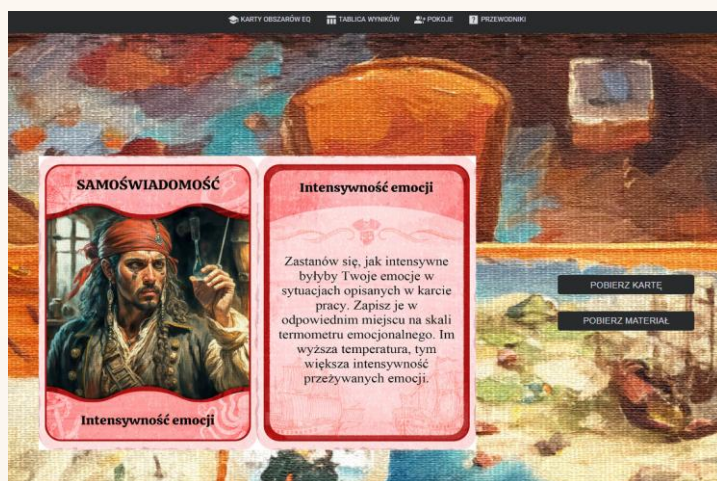 KARTY OBSZARÓW EQ TABLICA WYNIKÓW POKOJE PRZEWODNIKI
SAMOŚWIADOMOŚĆ
Intensywność emocji
Intensywność emocji
Zastanów się, jak intensywne
byłyby Twoje emocje w
sytuacjach opisanych w karcie
pracy. Zapisz je w
odpowiednim miejscu na skali
termometru emocjonalnego. Im
wyższa temperatura, tym
większa intensywność
przeżywanych emocji.
POBIERZ KARTĘ
POBIERZ MATERIAŁ